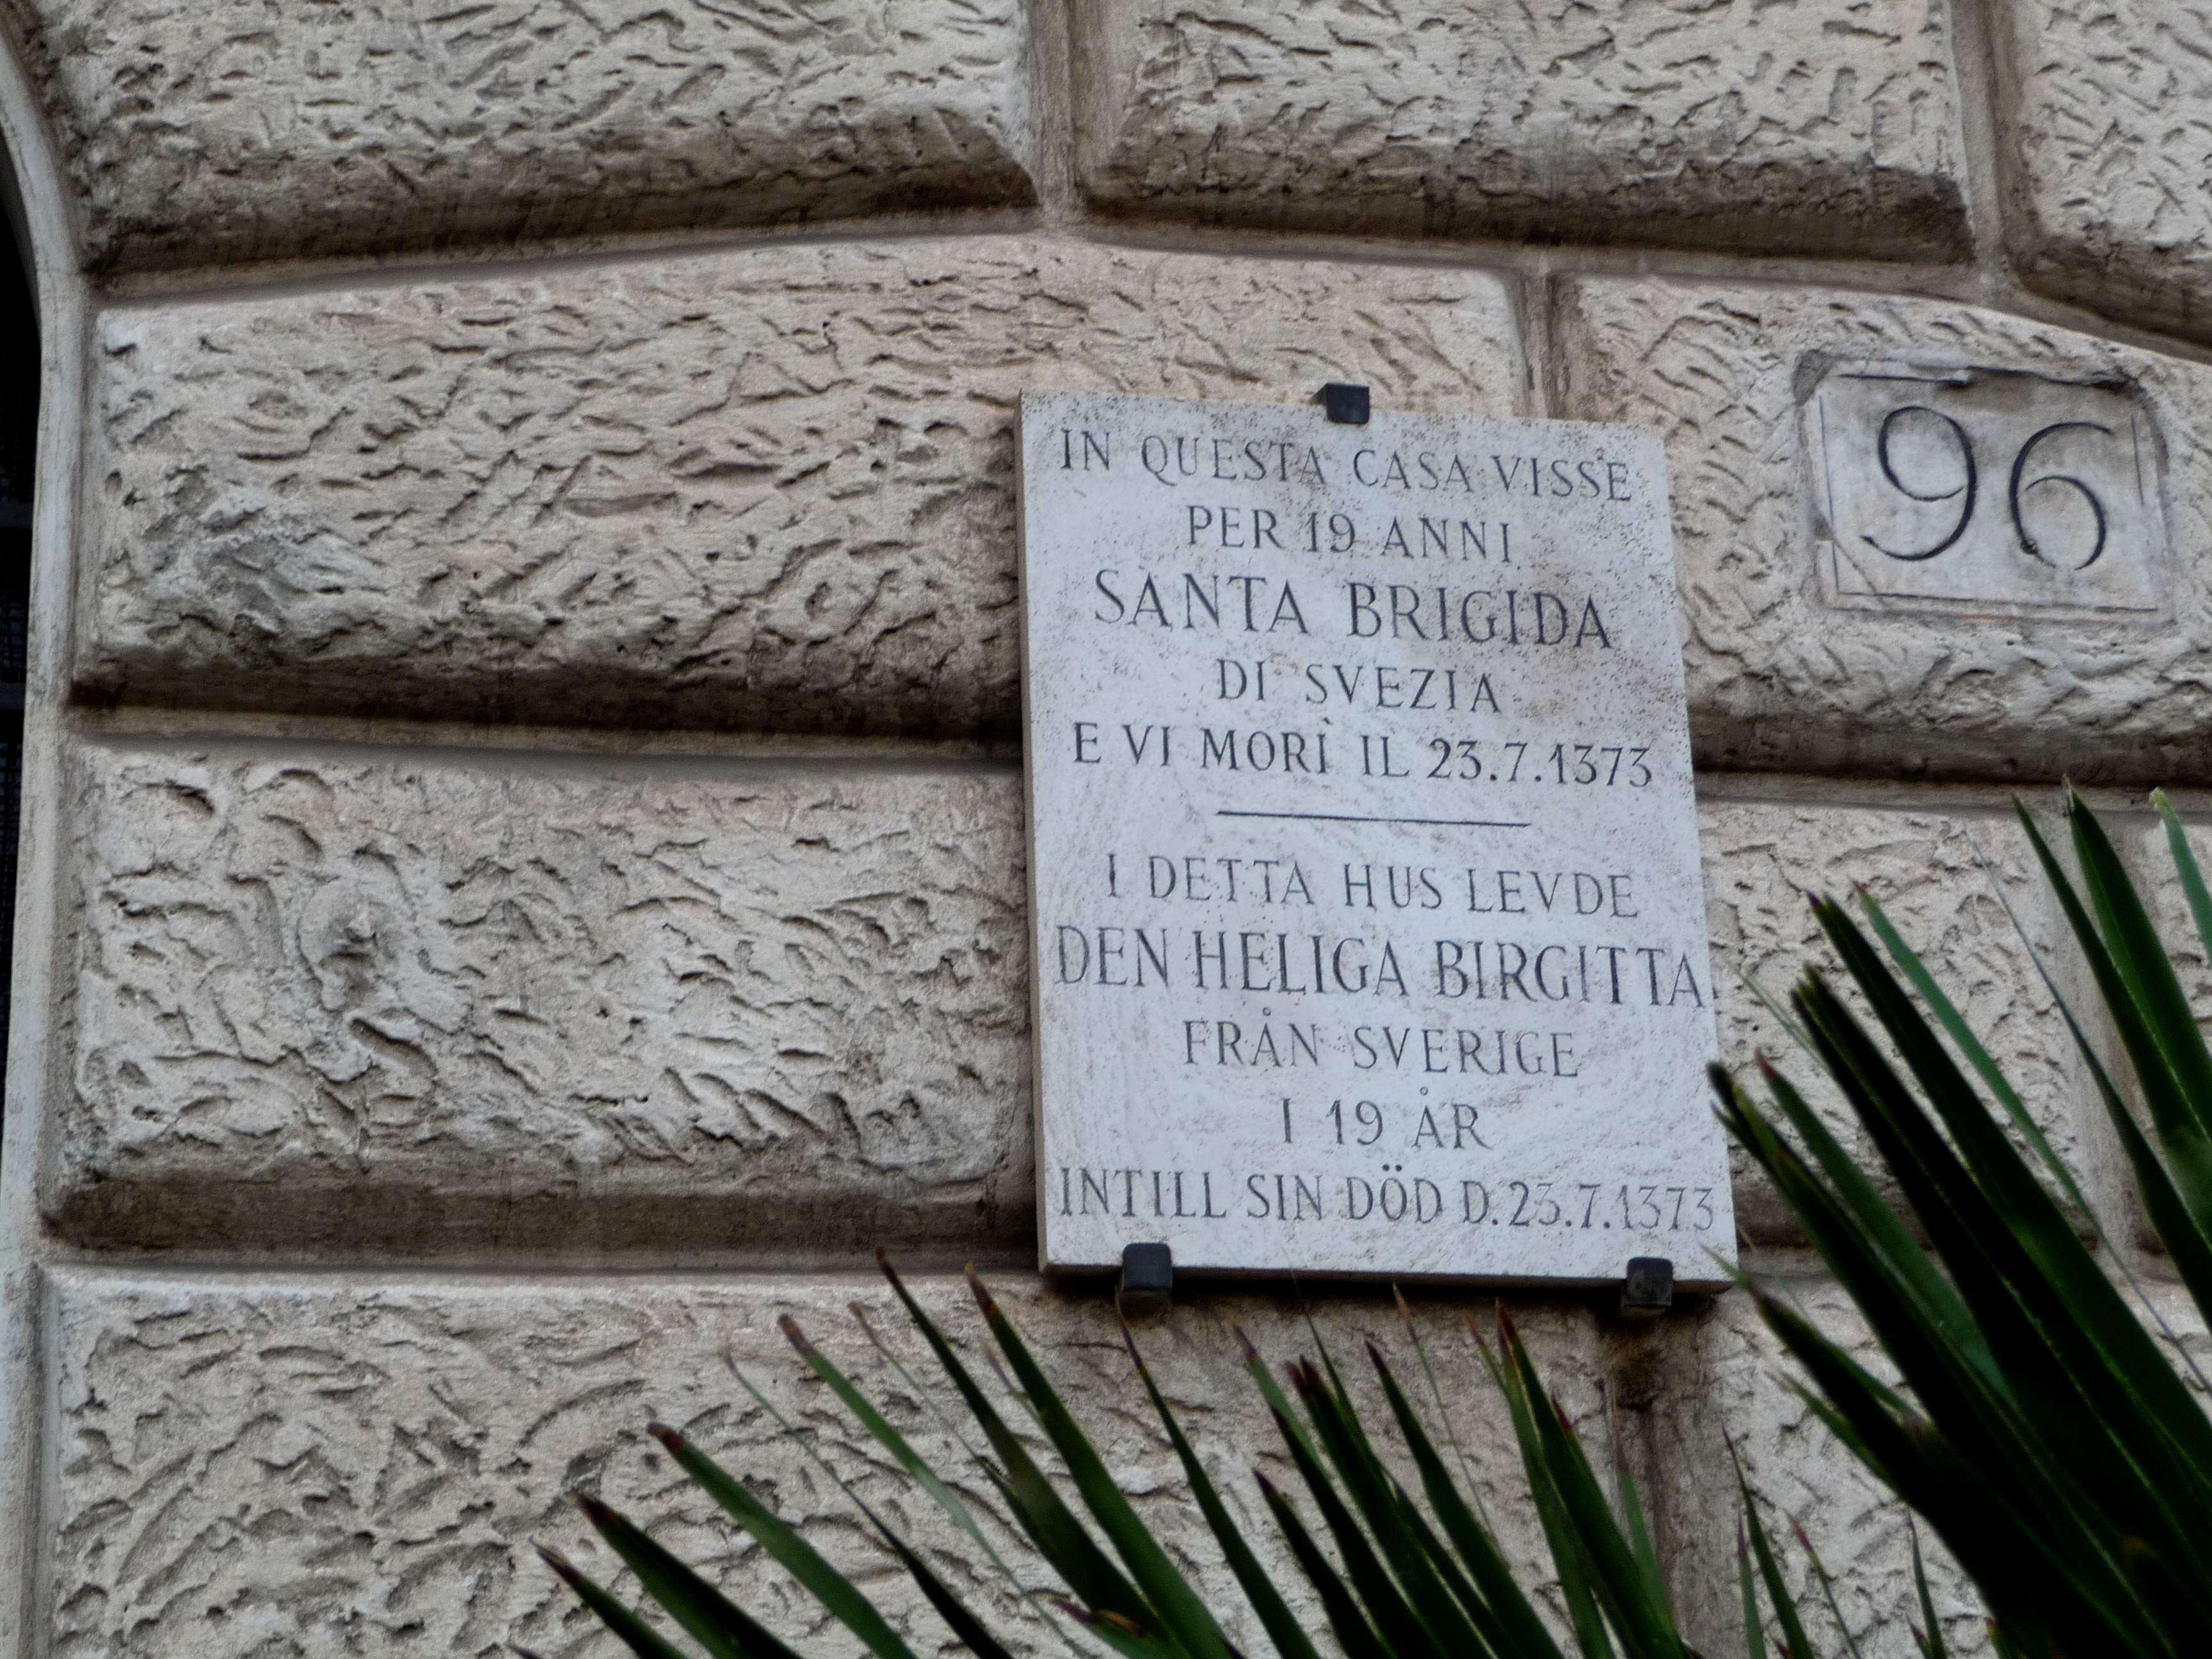 IN QUESTA CASA VISSE
PER 19 ANNI
SANTA BRIGIDA
DI SVEZIA
E VI MORÌ IL 23.7.1373
I DETTA HUS LEVDE
DEN HELIGA BIRGITTA
FRÅN SVERIGE
I 19 ÅR
INTILL SIN DÖD D. 23.7.1373
96